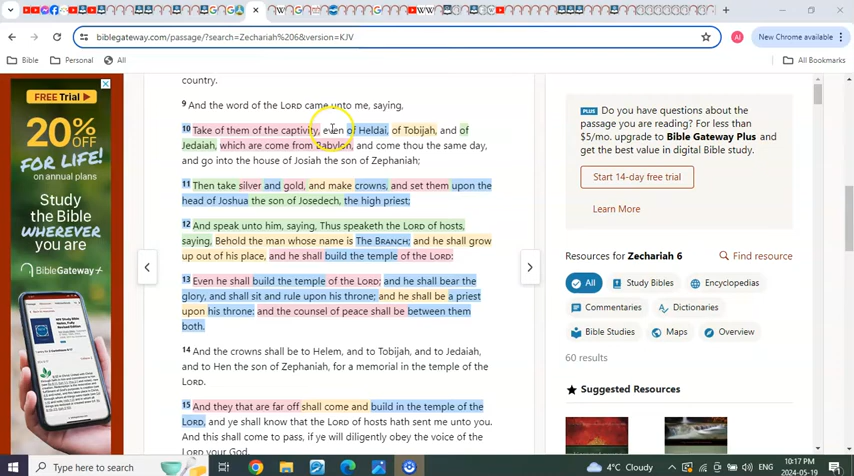 biblegateway.com/passage/?search=Zechariah%206&version=KJV
New Chrome available
Bible
Personal
All
All Bookmarks
country.
9 And the word of the LORD came unto me, saying,
10 Take of them of the captivity, even of Heldai, of Tobijah, and of
Jedaiah, which are come from Babylon, and come thou the same day,
and go into the house of Josiah the son of Zephaniah;
11 Then take silver and gold, and make crowns, and set them upon the
head of Joshua the son of Josedech, the high priest;
12 And speak unto him, saying, Thus speaketh the LORD of hosts,
saying, Behold the man whose name is The BRANCH; and he shall grow
up out of his place, and he shall build the temple of the LORD:
13 Even he shall build the temple of the LORD; and he shall bear the
glory, and shall sit and rule upon his throne; and he shall be a priest
upon his throne: and the counsel of peace shall be between them
both.
14 And the crowns shall be to Helem, and to Tobijah, and to Jedaiah,
and to Hen the son of Zephaniah, for a memorial in the temple of the
LORD.
15 And they that are far off shall come and build in the temple of the
LORD, and ye shall know that the LORD of hosts hath sent me unto you.
And this shall come to pass, if ye will diligently obey the voice of the
LORD your God.
FREE Trial
20%
OFF
on annual plans
Study
the Bible
WHEREVER
you are
BibleGateway+
PLUS Do you have questions about the
passage you are reading? For less than
$5/mo. upgrade to Bible Gateway Plus and
get the best value in digital Bible study.
Start 14-day free trial
Learn More
Resources for Zechariah 6
Find resource
All
Study Bibles
Encyclopedias
Commentaries
Dictionaries
Bible Studies
Maps
Overview
60 results
Suggested Resources
Type here to search
4°C Cloudy
ENG
10:17 PM
2024-05-19